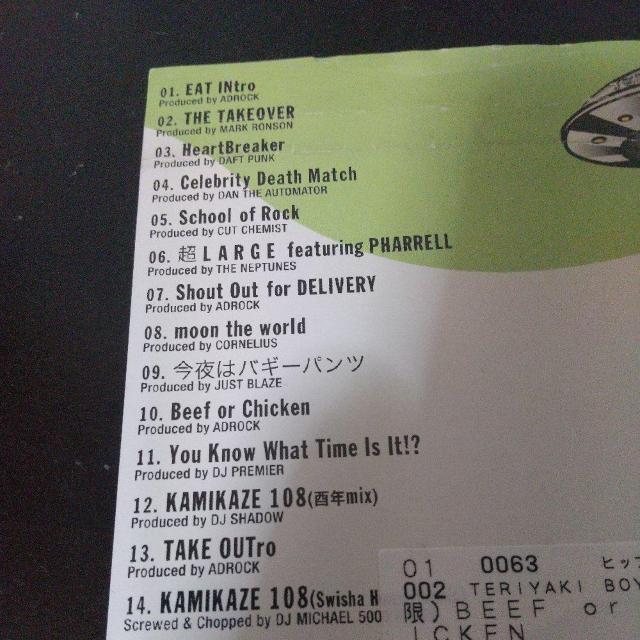 01. EAT INtro
Produced by ADROCK
02. THE TAKEOVER
Produced by MARK RONSON
03. HeartBreaker
Produced by DAFT PUNK
04. Celebrity Death Match
Produced by DAN THE AUTOMATOR
05. School of Rock
Produced by CUT CHEMIST
06. 超 LARGE featuring PHARRELL
Produced by THE NEPTUNES
07. Shout Out for DELIVERY
Produced by ADROCK
08. moon the world
Produced by CORNELIUS
09. 今夜はバギーパンツ
Produced by JUST BLAZE
10. Beef or Chicken
Produced by ADROCK
11. You Know What Time Is It!?
Produced by DJ PREMIER
12. KAMIKAZE 108(酉年mix)
Produced by DJ SHADOW
13. TAKE OUTro
Produced by ADROCK
14. KAMIKAZE 108(Swisha H
Screwed & Chopped by DJ MICHAEL 500
01 0063 ヒッ
002 TERIYAKI BOY
限) BEEF or
ICKEN